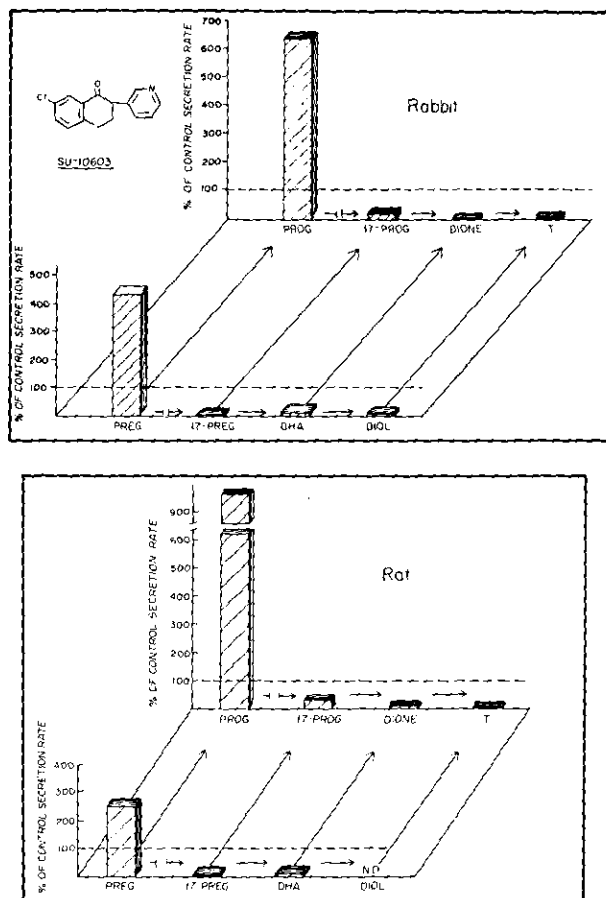 % OF CONTROL SECRETION RATE
700
600
500
400
300
200
100
Rabbit
Cl
O
N
SU-10603
PROG 17-PROG DIONE T
% OF CONTROL SECRETION RATE
500
400
300
200
100
PREG 17-PREG DHA DIOL
% OF CONTROL SECRETION RATE
900
600
500
400
300
200
100
Rat
PROG 17-PROG DIONE T
% OF CONTROL SECRETION RATE
400
300
200
100
ND
PREG 17 PREG DHA DIOL